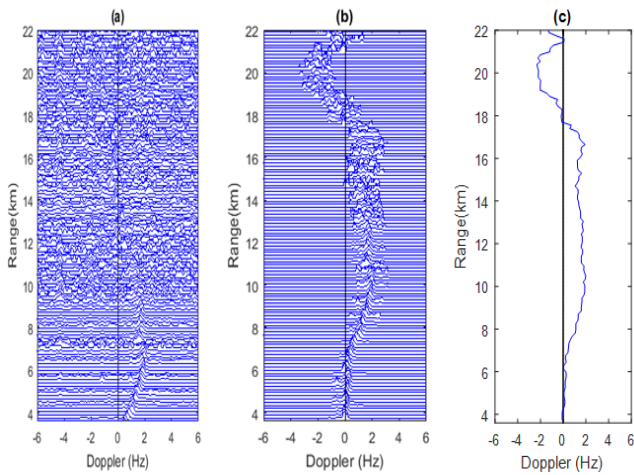 (a) (b) (c)
22 22 22
20 20 20
18 18 18
16 16 16
14 14 14
12 12 12
10 10 10
8 8 8
6 6 6
4 4 4
Range(km) Range(km) Range(km)
-6 -4 -2 0 2 4 6 -6 -4 -2 0 2 4 6 -6 -4 -2 0 2 4 6
Doppler (Hz) Doppler (Hz) Doppler (Hz)